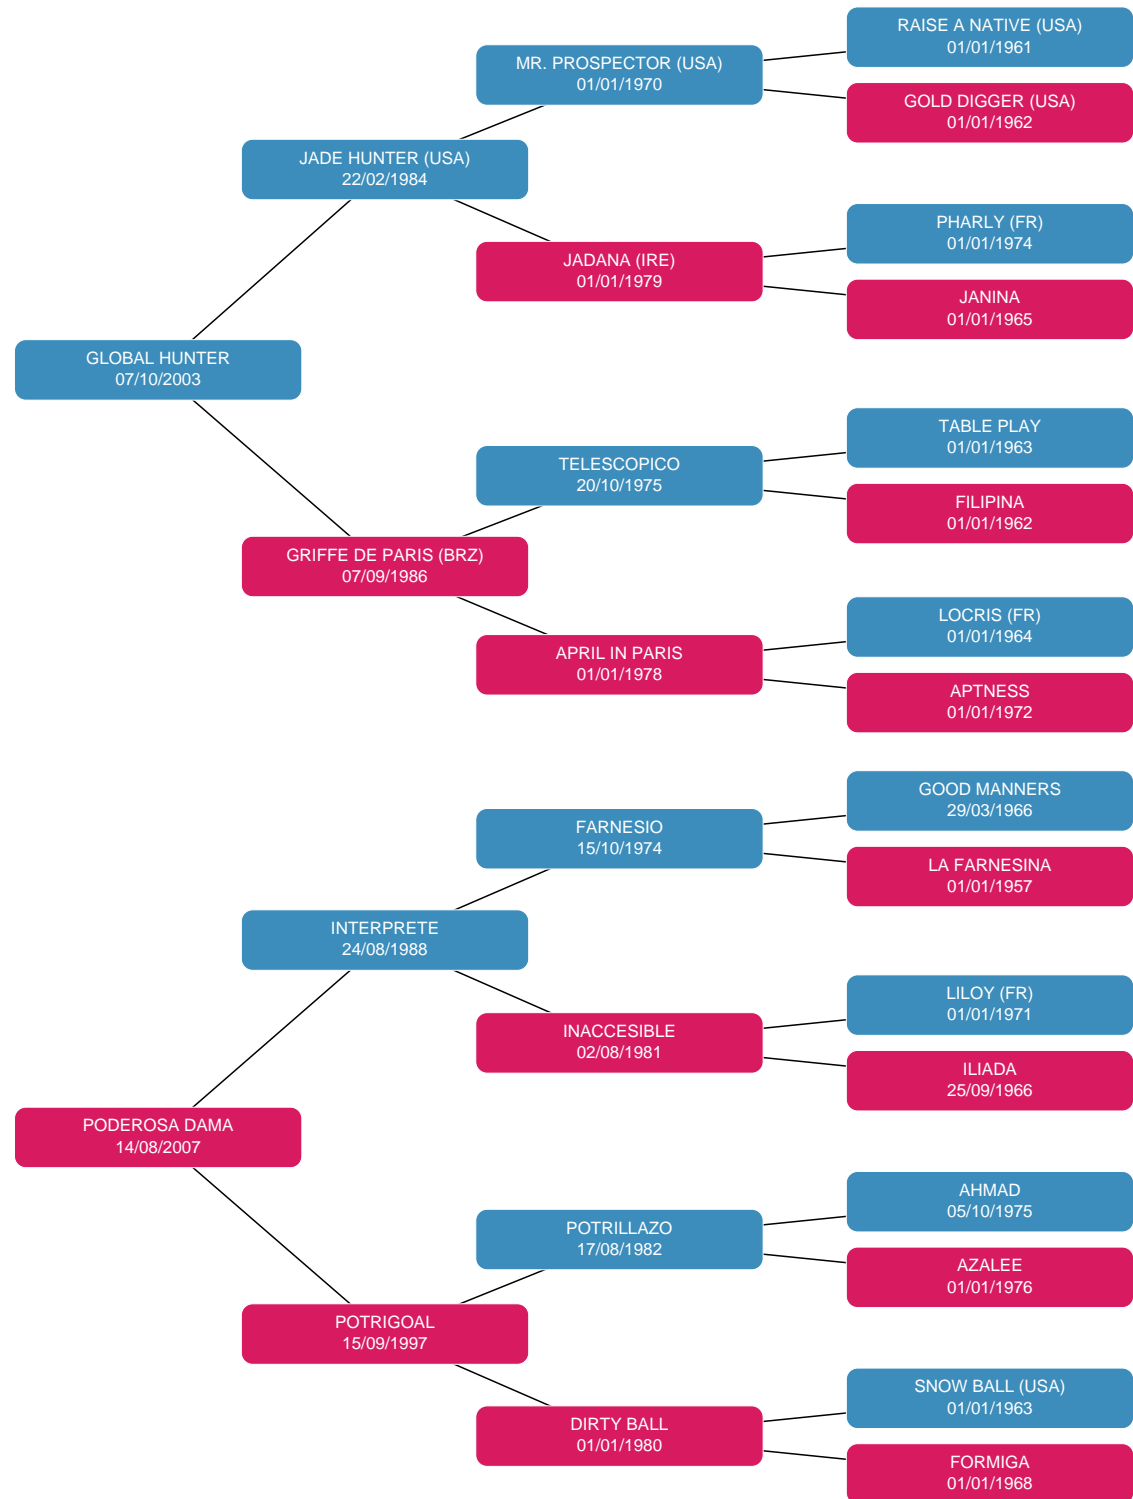 RAISE A NATIVE (USA)
01/01/1961
MR. PROSPECTOR (USA)
01/01/1970
GOLD DIGGER (USA)
01/01/1962
JADE HUNTER (USA)
22/02/1984
PHARLY (FR)
01/01/1974
JADANA (IRE)
01/01/1979
JANINA
01/01/1965
GLOBAL HUNTER
07/10/2003
TABLE PLAY
01/01/1963
TELESCOPICO
20/10/1975
FILIPINA
01/01/1962
GRIFFE DE PARIS (BRZ)
07/09/1986
LOCRIS (FR)
01/01/1964
APRIL IN PARIS
01/01/1978
APTNESS
01/01/1972
GOOD MANNERS
29/03/1966
FARNESIO
15/10/1974
LA FARNESINA
01/01/1957
INTERPRETE
24/08/1988
LILOY (FR)
01/01/1971
INACCESIBLE
02/08/1981
ILIADA
25/09/1966
PODEROSA DAMA
14/08/2007
AHMAD
05/10/1975
POTRILLAZO
17/08/1982
AZALEE
01/01/1976
POTRIGOAL
15/09/1997
SNOW BALL (USA)
01/01/1963
DIRTY BALL
01/01/1980
FORMIGA
01/01/1968